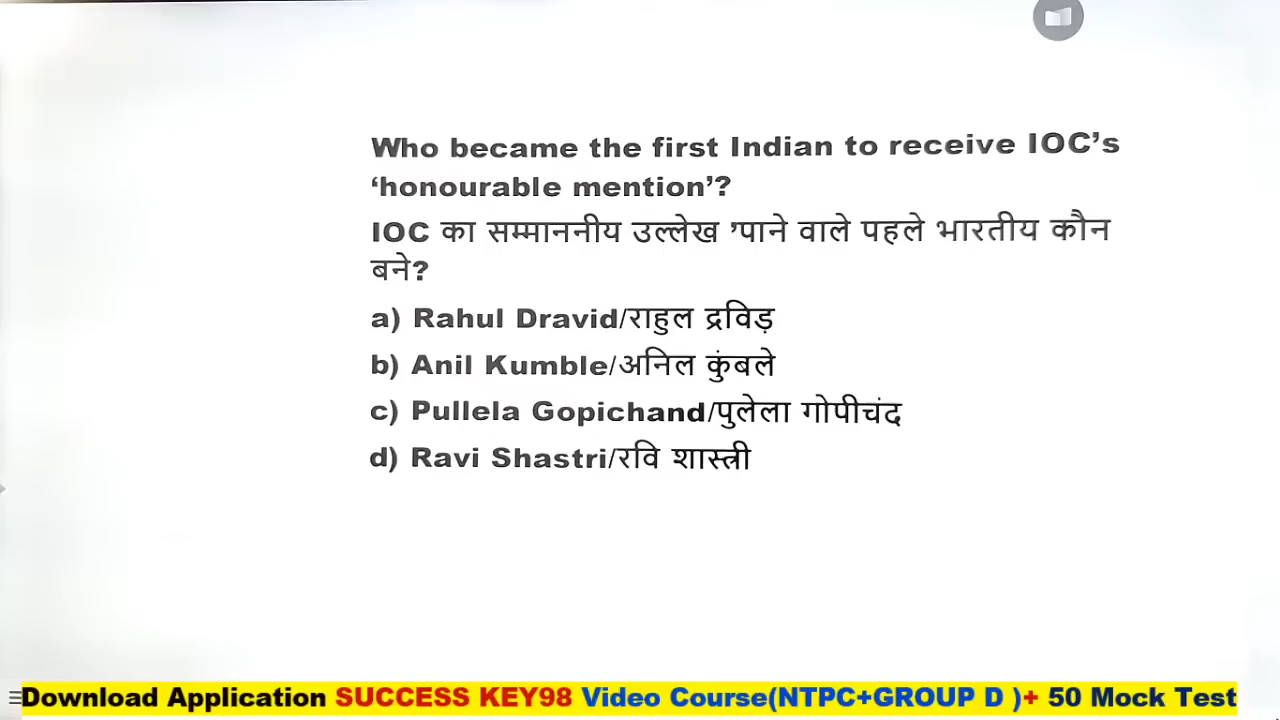 Who became the first Indian to receive IOC’s
‘honourable mention’?
IOC का सम्माननीय उल्लेख ’पाने वाले पहले भारतीय कौन
बने?
a) Rahul Dravid/राहुल द्रविड़
b) Anil Kumble/अनिल कुंबले
c) Pullela Gopichand/पुलेला गोपीचंद
d) Ravi Shastri/रवि शास्त्री
Download Application SUCCESS KEY98 Video Course(NTPC+GROUP D )+ 50 Mock Test